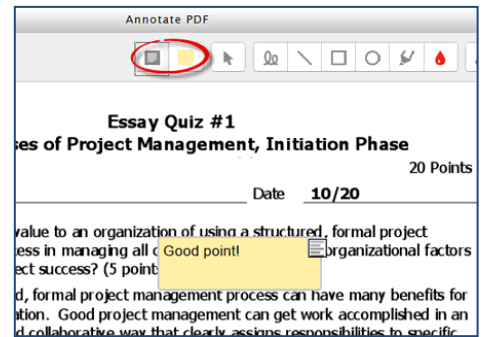 Annotate PDF
Essay Quiz #1
ses of Project Management, Initiation Phase
20 Points
Date 10/20
value to an organization of using a structured, formal project
cess in managing all organizational factors
ect success? (5 point
Good point!
d, formal project management process can have many benefits for
ation. Good project management can get work accomplished in an
d collaborative way that clearly assigns responsibilities to specific